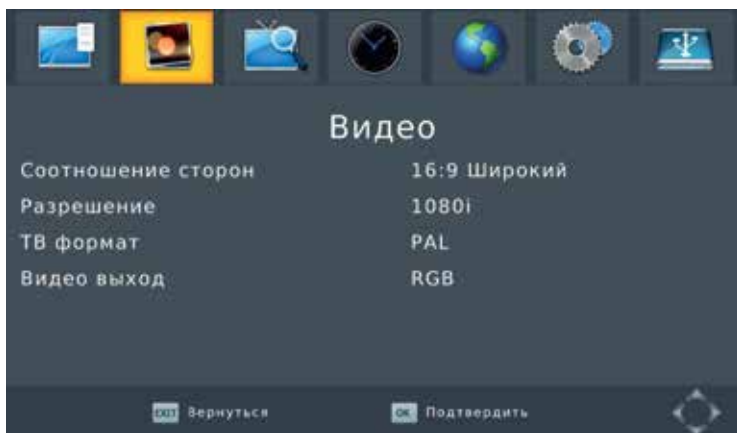 Видео
Соотношение сторон 16:9 Широкий
Разрешение 1080i
ТВ формат PAL
Видео выход RGB
EXIT Вернуться OK Подтвердить